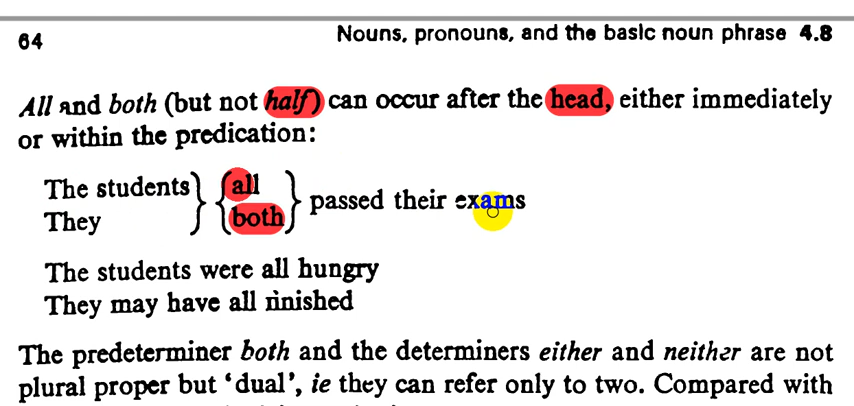 64 Nouns, pronouns, and the basic noun phrase 4.8
All and both (but not half) can occur after the head, either immediately
or within the predication:
The students } { all } passed their exams
They } { both }
The students were all hungry
They may have all finished
The predeterminer both and the determiners either and neither are not
plural proper but ‘dual’, ie they can refer only to two. Compared with